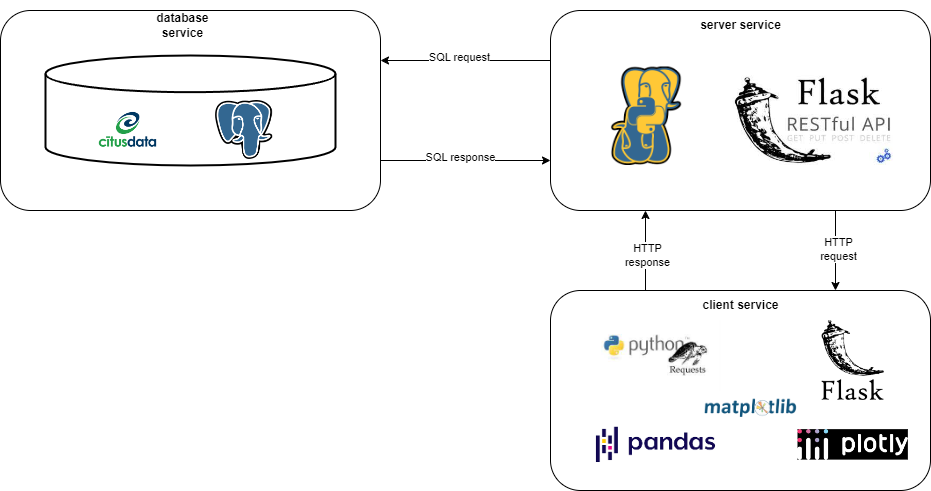 database
service
server service
SQL request
citusdata
Flask
RESTful API
GET PUT POST DELETE
SQL response
HTTP
response
HTTP
request
client service
python
Requests
Flask
matplotlib
pandas
plotly